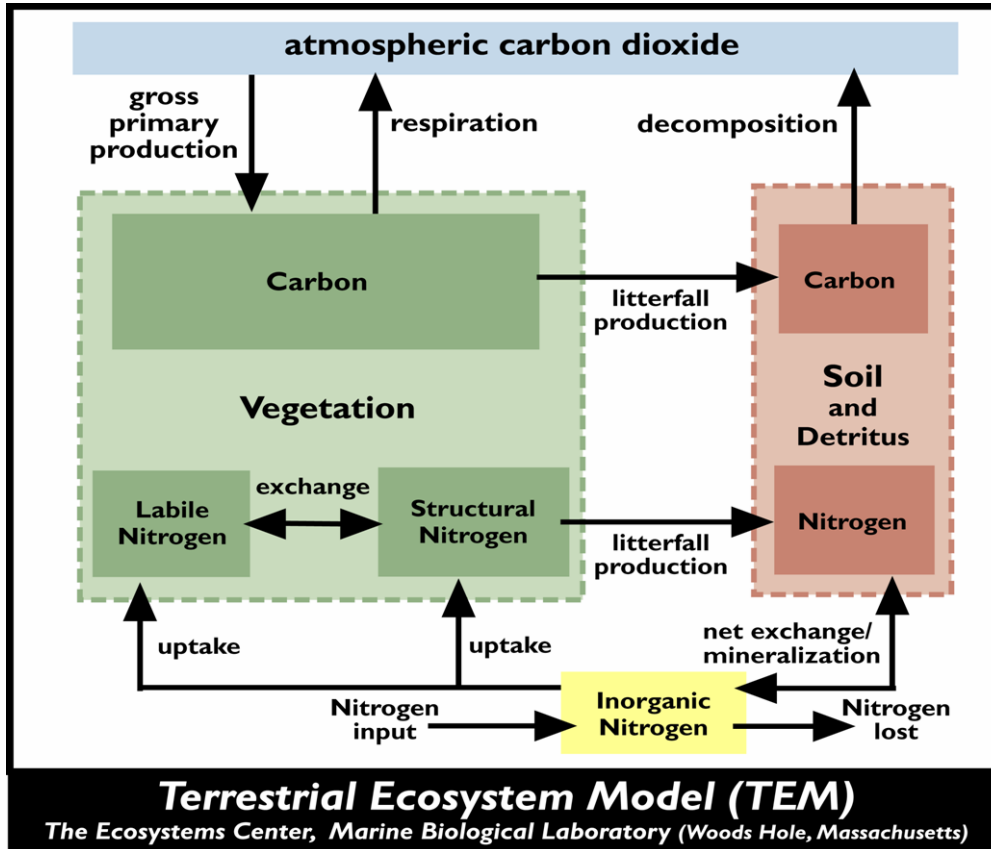 atmospheric carbon dioxide
gross
primary
production
respiration
decomposition
Carbon
litterfall
production
Carbon
Vegetation
Soil
and
Detritus
Labile
Nitrogen
exchange
Structural
Nitrogen
litterfall
production
Nitrogen
uptake
uptake
net exchange/
mineralization
Nitrogen
input
Inorganic
Nitrogen
Nitrogen
lost
Terrestrial Ecosystem Model (TEM)
The Ecosystems Center, Marine Biological Laboratory (Woods Hole, Massachusetts)